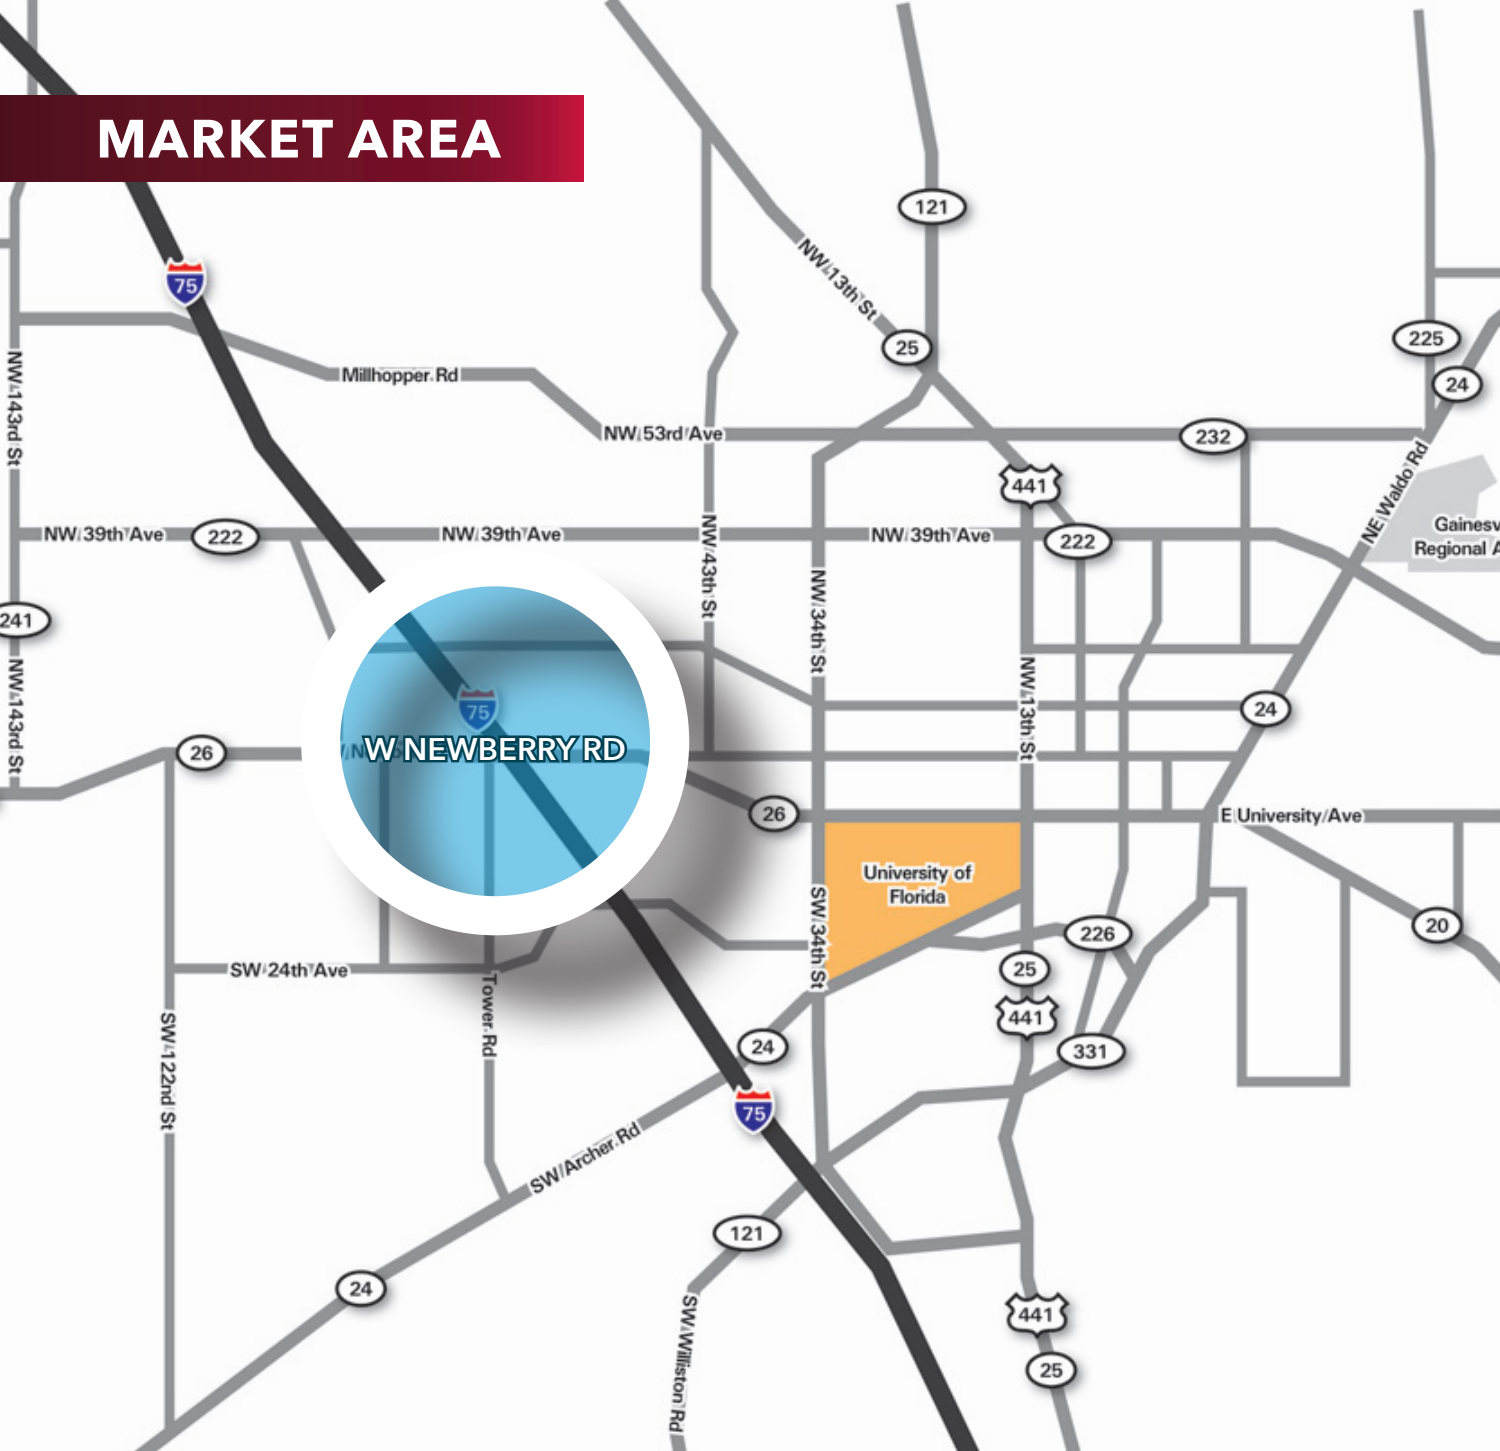 MARKET AREA
121
75
NW 13th St
25
225
24
Millhopper Rd
NW 143rd St
NW 53rd Ave
232
NE Waldo Rd
441
NW 39th Ave
222
NW 39th Ave
NW 43th St
NW 39th Ave
222
Gainesv
Regional A
241
NW 34th St
NW 143rd St
NW 13th St
75
24
26
W NEWBERRY RD
26
E University Ave
University of
Florida
SW 34th St
226
20
SW 24th Ave
25
Tower Rd
441
SW 122nd St
24
331
75
SW Archer Rd
121
24
SW Williston Rd
441
25